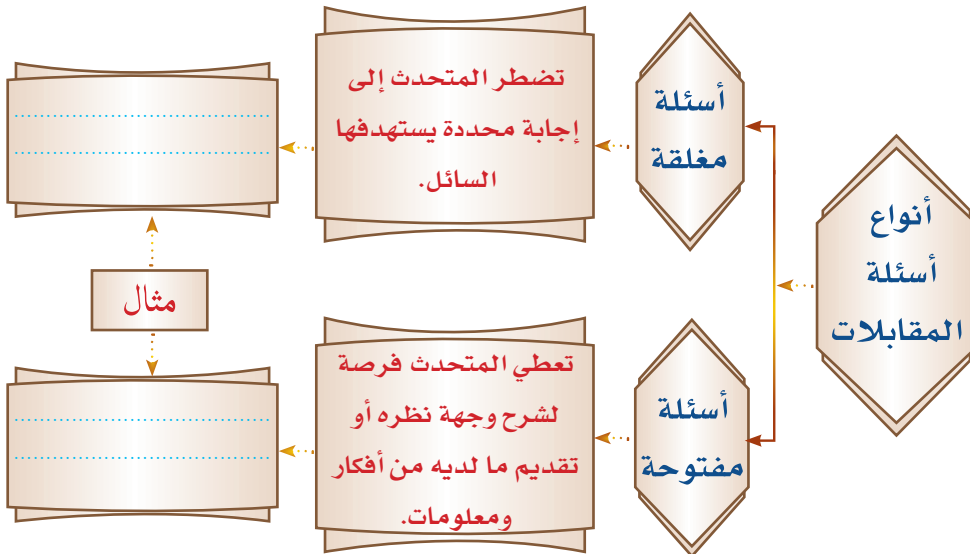 أنواع
أسئلة
المقابلات
أسئلة
مغلقة
تضطر المتحدث إلى
إجابة محددة يستهدفها
السائل.
أسئلة
مفتوحة
تعطي المتحدث فرصة
لشرح وجهة نظره أو
تقديم ما لديه من أفكار
ومعلومات.
مثال